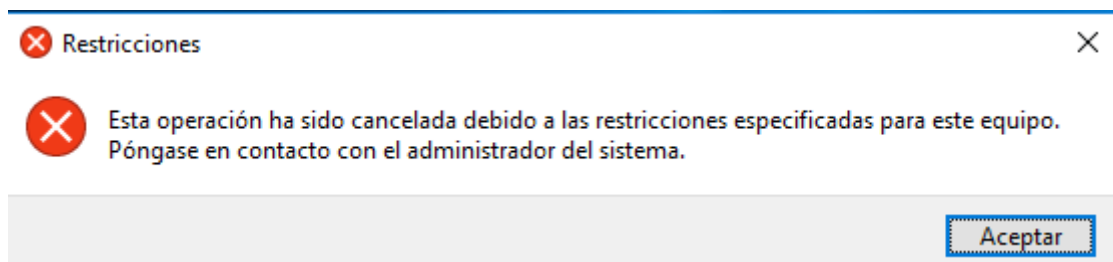 Restricciones
Esta operación ha sido cancelada debido a las restricciones especificadas para este equipo.
Póngase en contacto con el administrador del sistema.
Aceptar